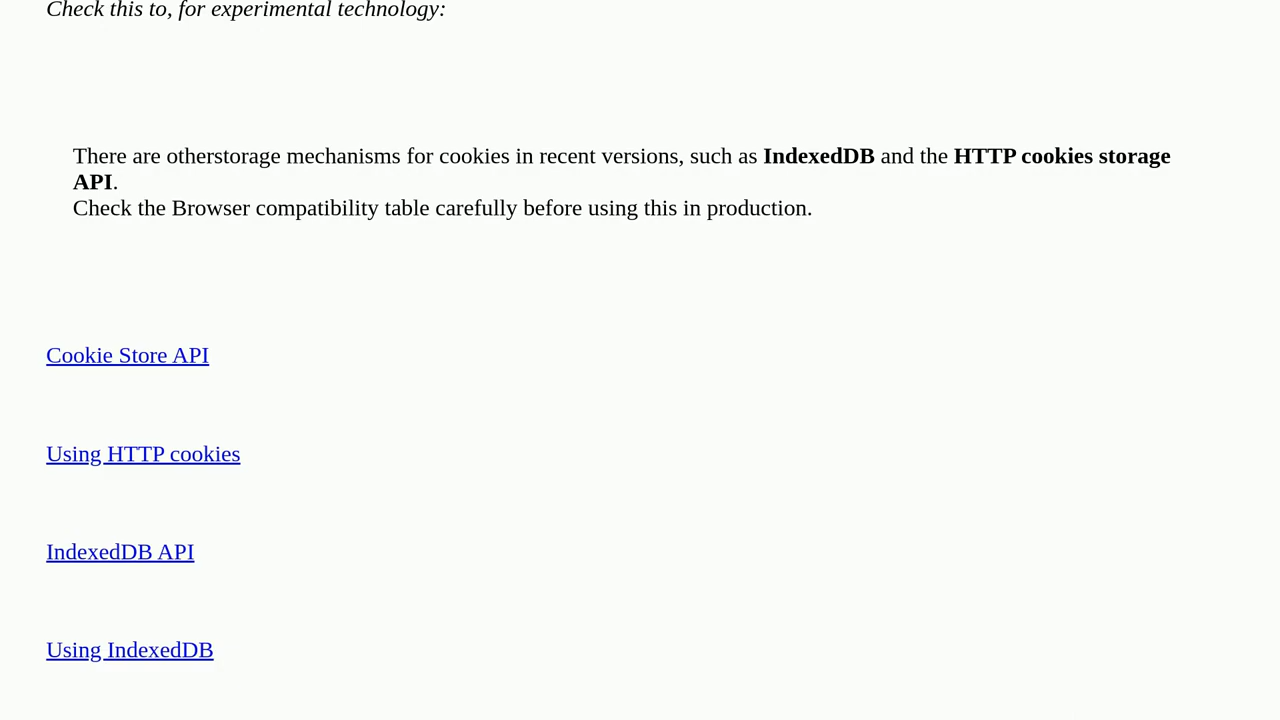 Check this to, for experimental technology:
There are otherstorage mechanisms for cookies in recent versions, such as IndexedDB and the HTTP cookies storage
API.
Check the Browser compatibility table carefully before using this in production.
Cookie Store API
Using HTTP cookies
IndexedDB API
Using IndexedDB